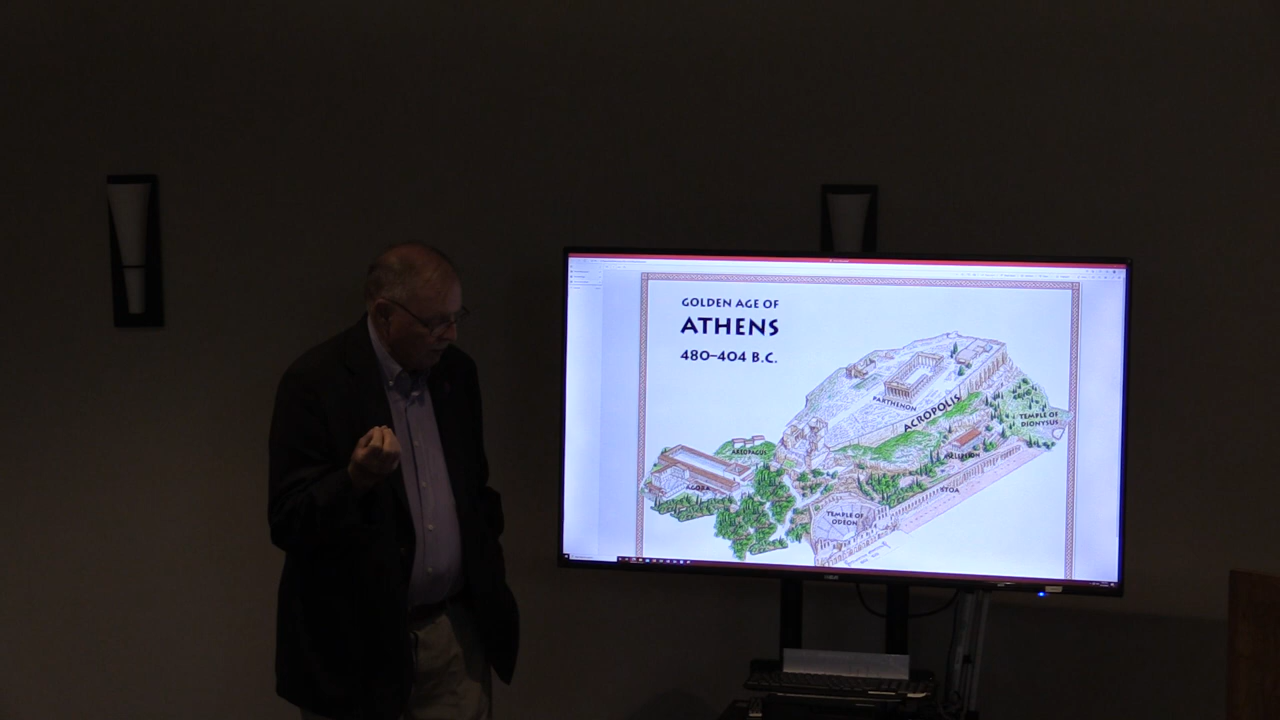 GOLDEN AGE OF
ATHENS
480–404 B.C.
PARTHENON
ACROPOLIS
TEMPLE OF
DIONYSUS
AREOPAGUS
AGORA
STOA
TEMPLE OF
ODEON